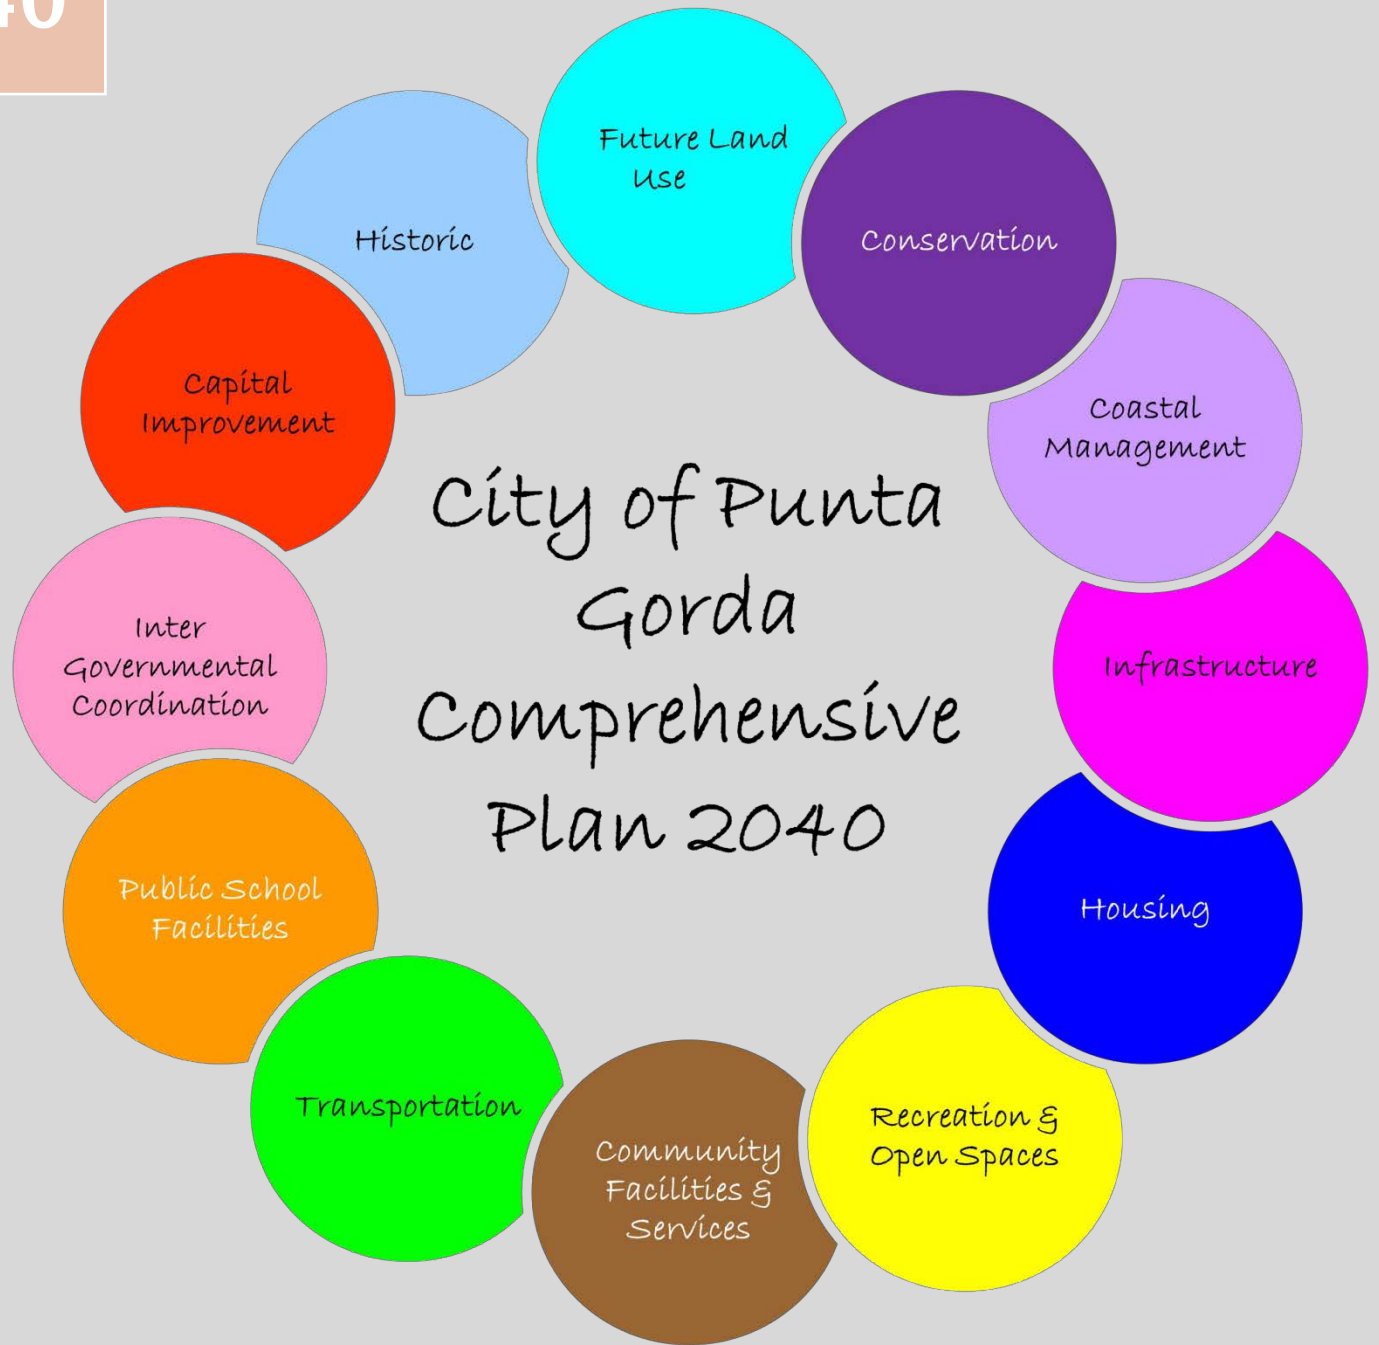 40
Future Land
Use
Conservation
Coastal
Management
Infrastructure
Housing
Recreation &
Open Spaces
Community
Facilities &
Services
Transportation
Public School
Facilities
Inter
Governmental
Coordination
Capital
Improvement
Historic
City of Punta
Gorda
Comprehensive
Plan 2040